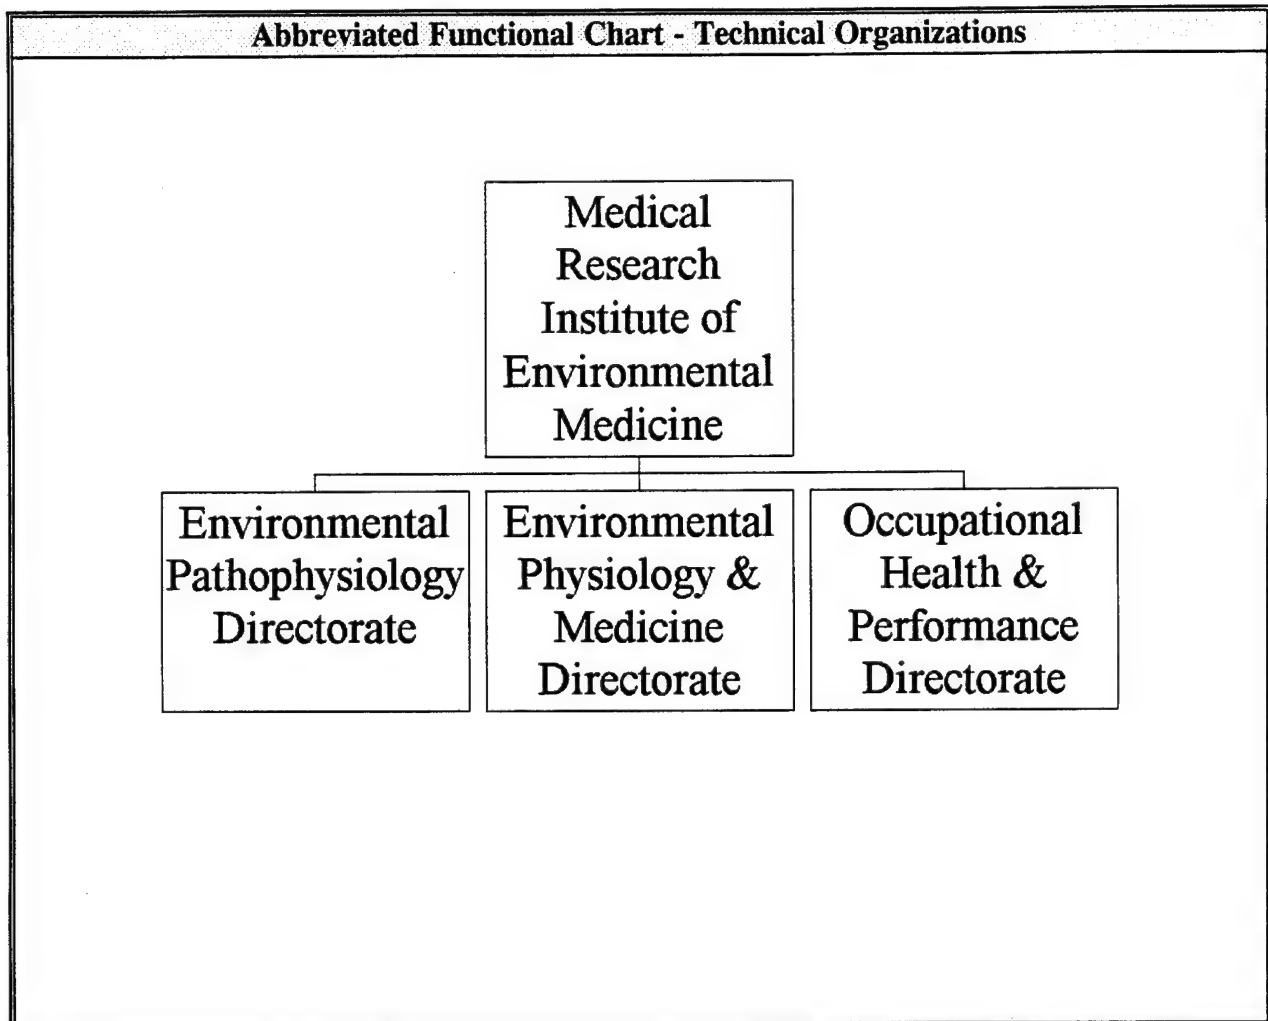 Abbreviated Functional Chart - Technical Organizations
Medical
Research
Institute of
Environmental
Medicine
Environmental
Pathophysiology
Directorate
Environmental
Physiology &
Medicine
Directorate
Occupational
Health &
Performance
Directorate